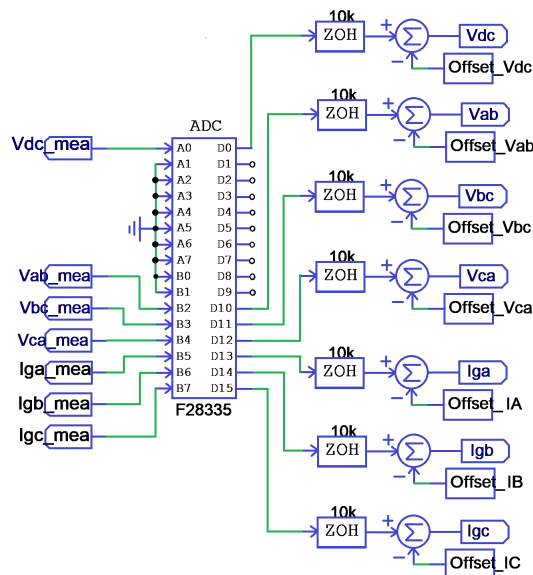 10k
ZOH
+
Σ
−
Vdc
Offset_Vdc
10k
ZOH
+
Σ
−
Vab
Offset_Vab
10k
ZOH
+
Σ
−
Vbc
Offset_Vbc
10k
ZOH
+
Σ
−
Vca
Offset_Vca
10k
ZOH
+
Σ
−
Iga
Offset_IA
10k
ZOH
+
Σ
−
Igb
Offset_IB
10k
ZOH
+
Σ
−
Igc
Offset_IC
Vdc_mea
Vab_mea
Vbc_mea
Vca_mea
Iga_mea
Igb_mea
Igc_mea
ADC
A0 D0
A1 D1
A2 D2
A3 D3
A4 D4
A5 D5
A6 D6
A7 D7
B0 D8
B1 D9
B2 D10
B3 D11
B4 D12
B5 D13
B6 D14
B7 D15
F28335